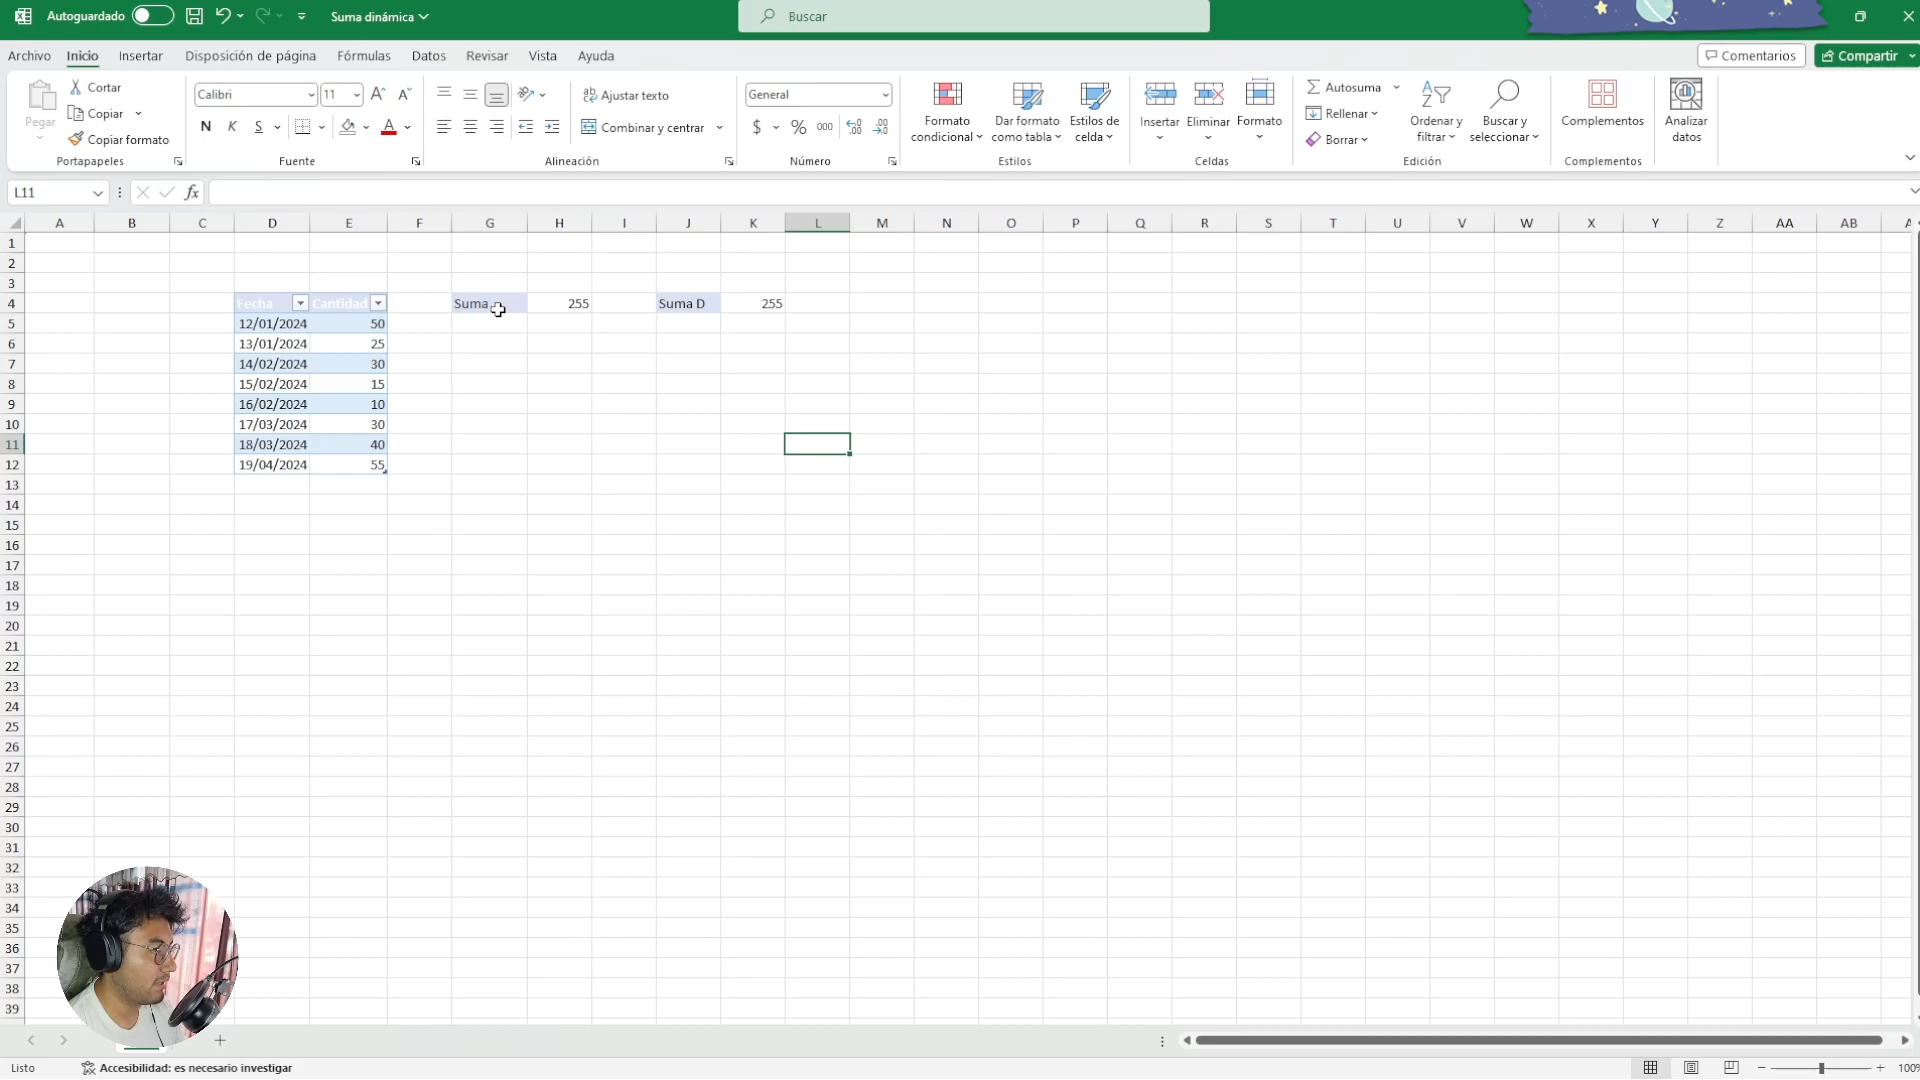 Autoguardado Suma dinámica Buscar
Archivo Inicio Insertar Disposición de página Fórmulas Datos Revisar Vista Ayuda Comentarios Compartir
Pegar Cortar Copiar Copiar formato Portapapeles
Calibri 11 N K S Fuente
Ajustar texto Combinar y centrar Alineación
General $ % 000 Número
Formato condicional Dar formato como tabla Estilos de celda Estilos
Insertar Eliminar Formato Celdas
Autosuma Rellenar Borrar Ordenar y filtrar Buscar y seleccionar Edición
Complementos Complementos
Analizar datos
L11 fx
A B C D E F G H I J K L M N O P Q R S T U V W X Y Z AA AB
1
2
3
4 Fecha Cantidad Suma 255 Suma D 255
5 12/01/2024 50
6 13/01/2024 25
7 14/02/2024 30
8 15/02/2024 15
9 16/02/2024 10
10 17/03/2024 30
11 18/03/2024 40
12 19/04/2024 55
13
14
15
16
17
18
19
20
21
22
23
24
25
26
27
28
29
30
31
32
33
34
35
36
37
38
39
Listo Accesibilidad: es necesario investigar 100%